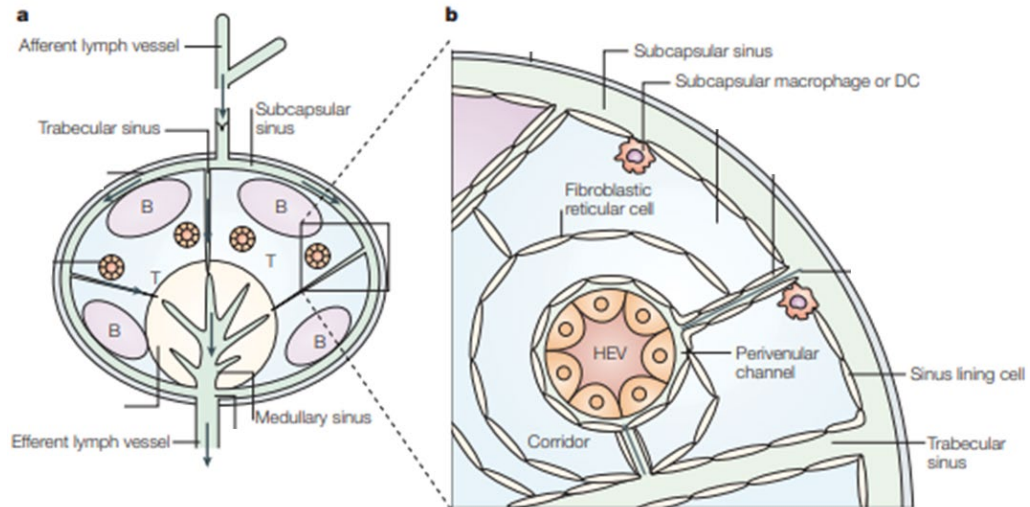 a
Afferent lymph vessel
Trabecular sinus
Subcapsular
sinus
B
B
T
T
B
B
Medullary sinus
Efferent lymph vessel
b
Subcapsular sinus
Subcapsular macrophage or DC
Fibroblastic
reticular cell
HEV
Perivenular
channel
Sinus lining cell
Corridor
Trabecular
sinus